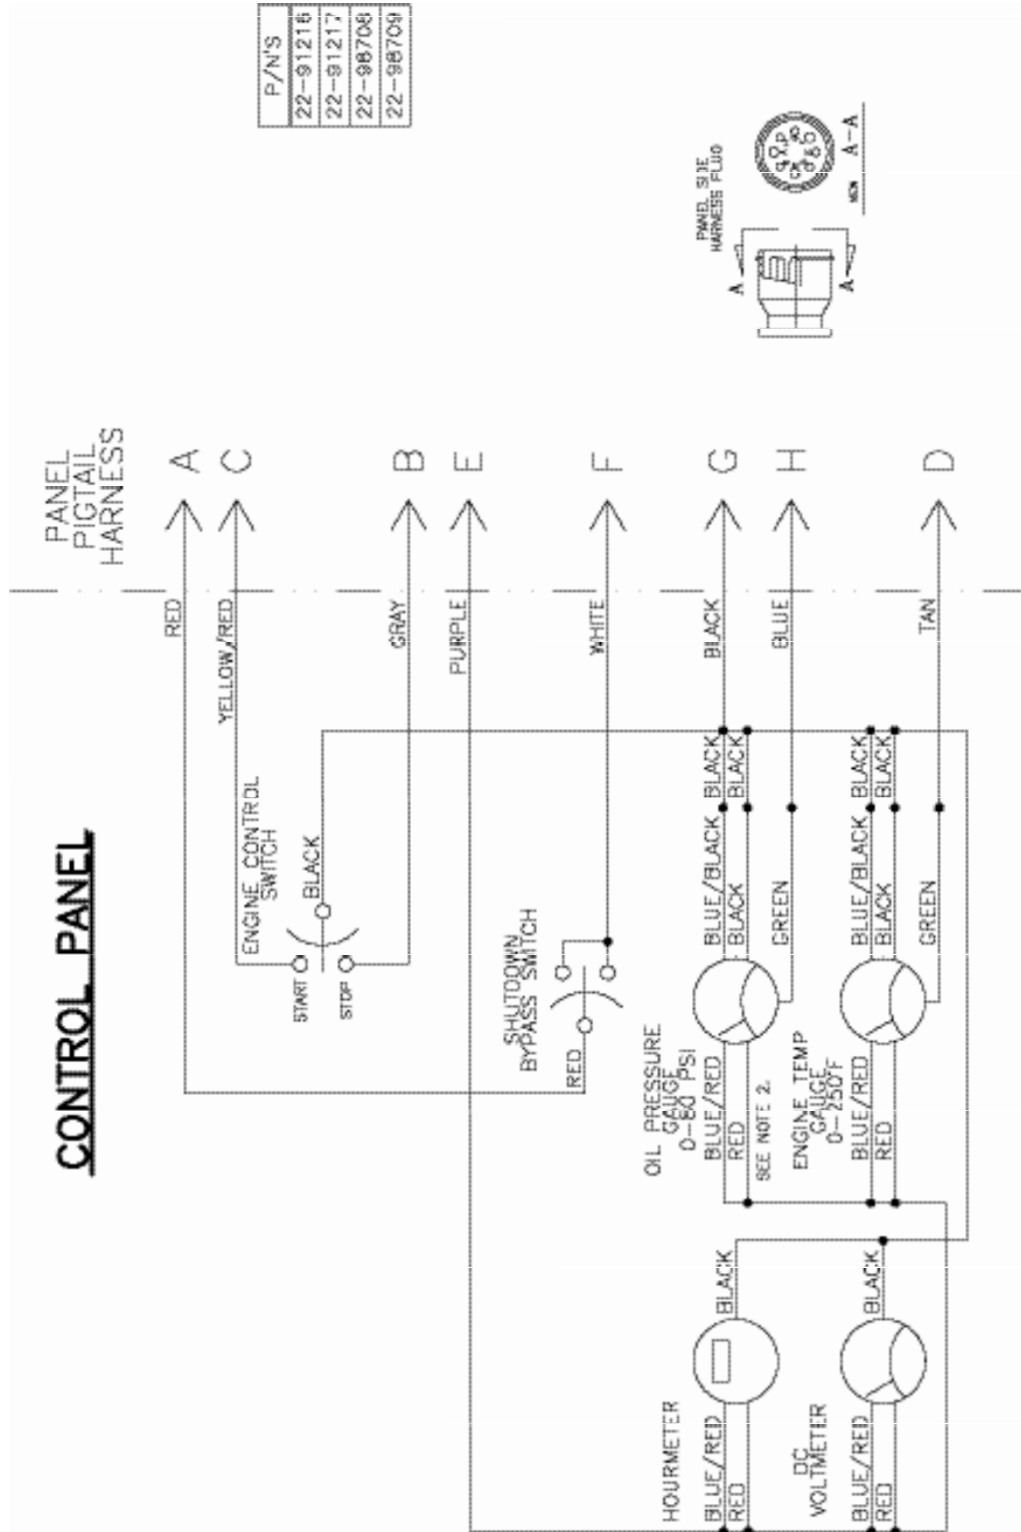 CONTROL PANEL
PANEL
PIGTAIL
HARNESS
P/N'S
22-91216
22-91217
22-98708
22-98709
RED
A
YELLOW/RED
C
ENGINE CONTROL
SWITCH
START
STOP
BLACK
GRAY
B
PURPLE
E
SHUTDOWN
BYPASS SWITCH
RED
WHITE
F
OIL PRESSURE
GAUGE
0-80 PSI
BLUE/RED
RED
SEE NOTE 2.
BLUE/BLACK
BLACK
BLACK
BLACK
GREEN
BLACK
G
BLUE
H
ENGINE TEMP
GAUGE
0-250°F
BLUE/RED
RED
BLUE/BLACK
BLACK
BLACK
BLACK
GREEN
TAN
D
HOURMETER
BLUE/RED
RED
BLACK
DC
VOLTMETER
BLUE/RED
RED
BLACK
PANEL SIDE
HARNESS PLUG
A
A
VIEW A-A